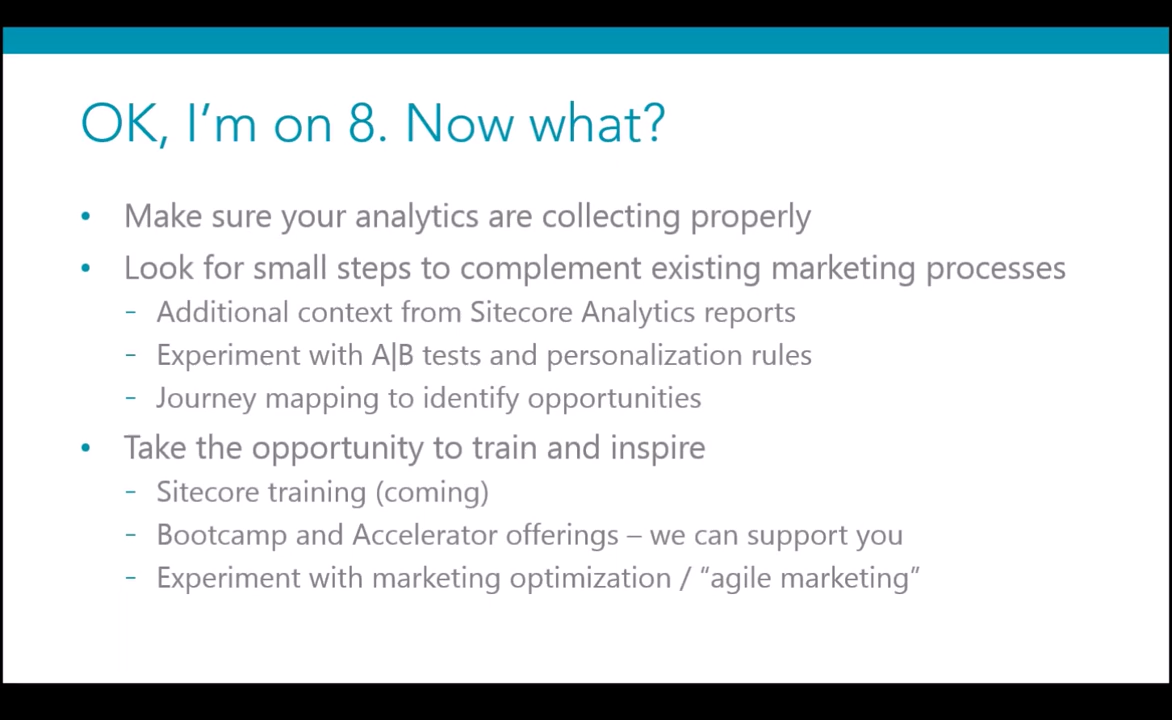 OK, I'm on 8. Now what?
• Make sure your analytics are collecting properly
• Look for small steps to complement existing marketing processes
- Additional context from Sitecore Analytics reports
- Experiment with A|B tests and personalization rules
- Journey mapping to identify opportunities
• Take the opportunity to train and inspire
- Sitecore training (coming)
- Bootcamp and Accelerator offerings – we can support you
- Experiment with marketing optimization / “agile marketing”